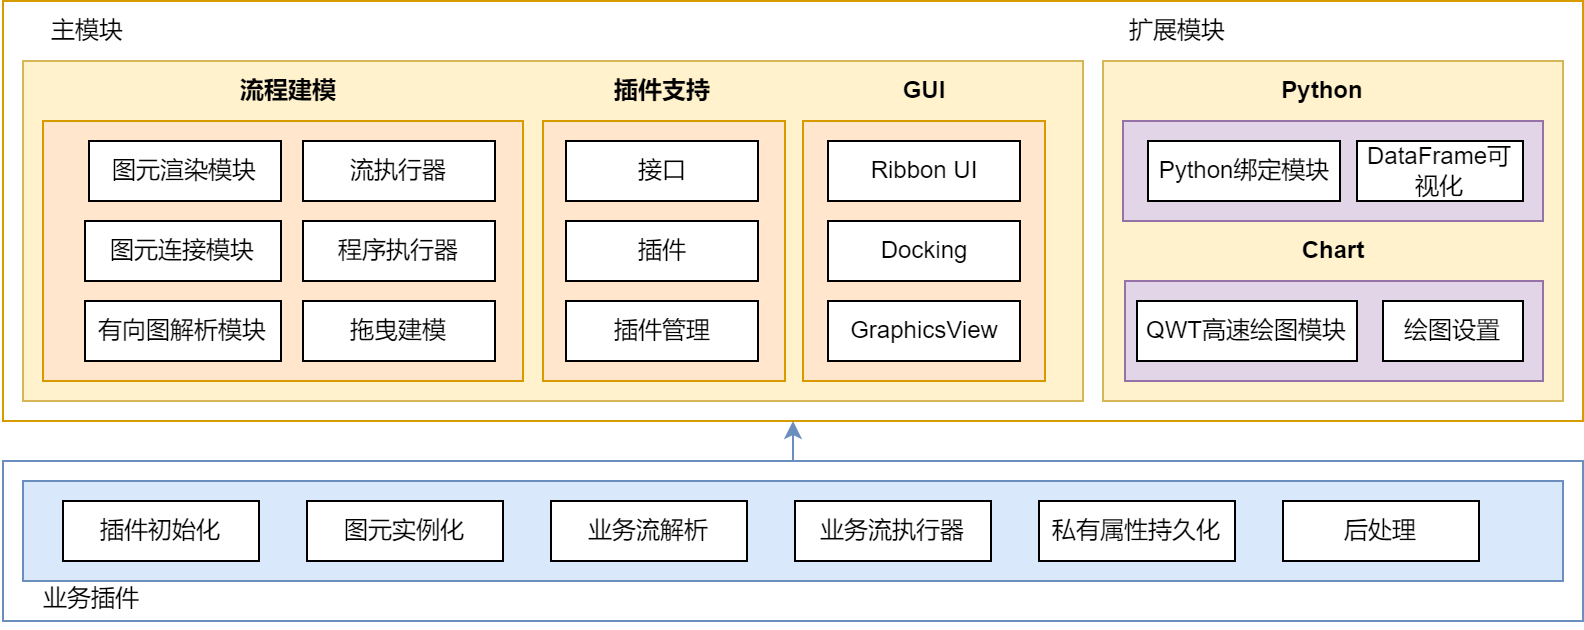 主模块
扩展模块
流程建模
插件支持
GUI
Python
图元渲染模块
流执行器
接口
Ribbon UI
Python绑定模块
DataFrame可
视化
图元连接模块
程序执行器
插件
Docking
Chart
有向图解析模块
拖曳建模
插件管理
GraphicsView
QWT高速绘图模块
绘图设置
插件初始化
图元实例化
业务流解析
业务流执行器
私有属性持久化
后处理
业务插件